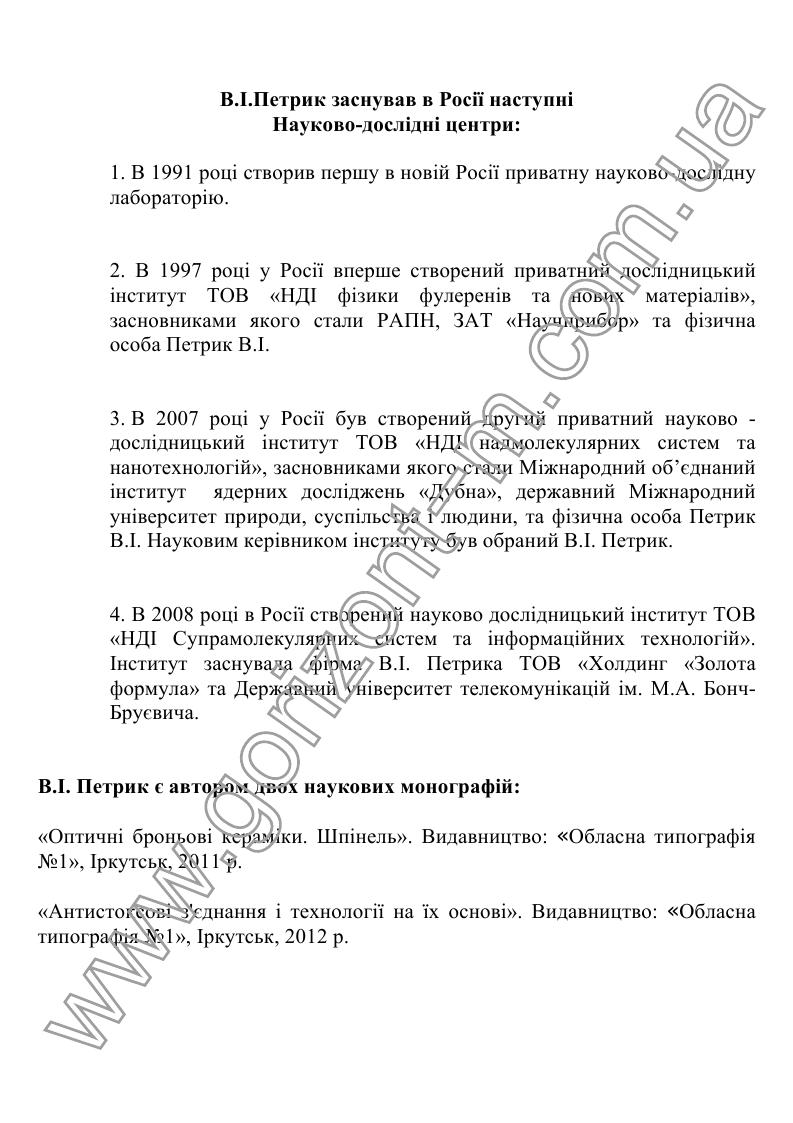 В.І.Петрик заснував в Росії наступні
Науково-дослідні центри:
1. В 1991 році створив першу в новій Росії приватну науково-дослідну
лабораторію.
2. В 1997 році у Росії вперше створений приватний дослідницький
інститут ТОВ «НДІ фізики фулеренів та нових матеріалів»,
засновниками якого стали РАПН, ЗАТ «Научприбор» та фізична
особа Петрик В.І.
3. В 2007 році у Росії був створений другий приватний науково -
дослідницький інститут ТОВ «НДІ надмолекулярних систем та
нанотехнологій», засновниками якого стали Міжнародний об’єднаний
інститут ядерних досліджень «Дубна», державний Міжнародний
університет природи, суспільства і людини, та фізична особа Петрик
В.І. Науковим керівником інституту був обраний В.І. Петрик.
4. В 2008 році в Росії створений науково дослідницький інститут ТОВ
«НДІ Супрамолекулярних систем та інформаційних технологій».
Інститут заснувала фірма В.І. Петрика ТОВ «Холдинг «Золота
формула» та Державний університет телекомунікацій ім. М.А. Бонч-
Бруєвича.
В.І. Петрик є автором двох наукових монографій:
«Оптичні броньові кераміки. Шпінель». Видавництво: «Обласна типографія
№1», Іркутськ, 2011 р.
«Антистоксові з'єднання і технології на їх основі». Видавництво: «Обласна
типографія №1», Іркутськ, 2012 р.
www.gorizont-m.com.ua